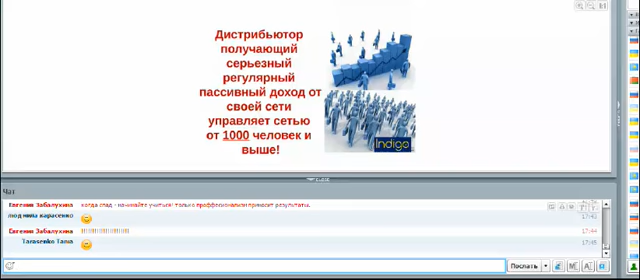 Дистрибьютор
получающий
серьезный
регулярный
пассивный доход от
своей сети
управляет сетью
от 1000 человек и
выше!
Indigo
Чат
Евгения Забалухина когда спад - начинайте учиться! только профессионалы приносят результаты.
людмила карасенко 17:43
Евгения Забалухина !!!!!!!!!!!!!!!!!!!!!!! 17:44
Tarasenko Tania 17:45
Послать